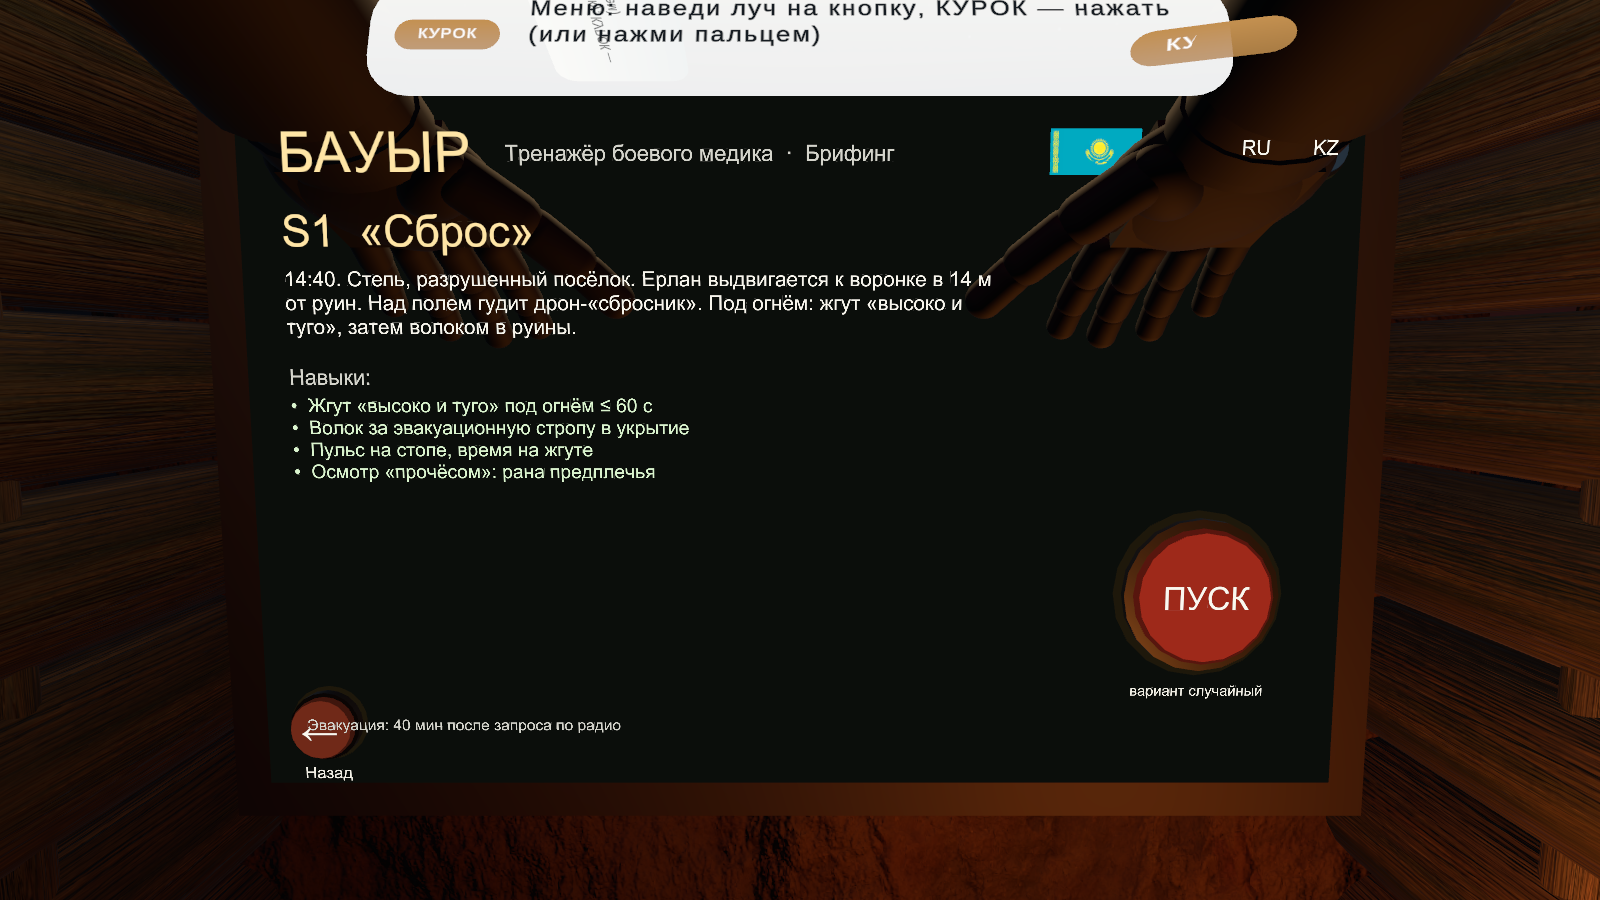 Меню: наведи луч на кнопку, КУРОК — нажать
(или нажми пальцем)
КУРОК
КУ
БАУЫР
Тренажёр боевого медика · Брифинг
RU KZ
S1 «Сброс»
14:40. Степь, разрушенный посёлок. Ерлан выдвигается к воронке в 14 м
от руин. Над полем гудит дрон-«сбросник». Под огнём: жгут «высоко и
туго», затем волоком в руины.
Навыки:
• Жгут «высоко и туго» под огнём ≤ 60 с
• Волок за эвакуационную стропу в укрытие
• Пульс на стопе, время на жгуте
• Осмотр «прочёсом»: рана предплечья
ПУСК
вариант случайный
Эвакуация: 40 мин после запроса по радио
←
Назад